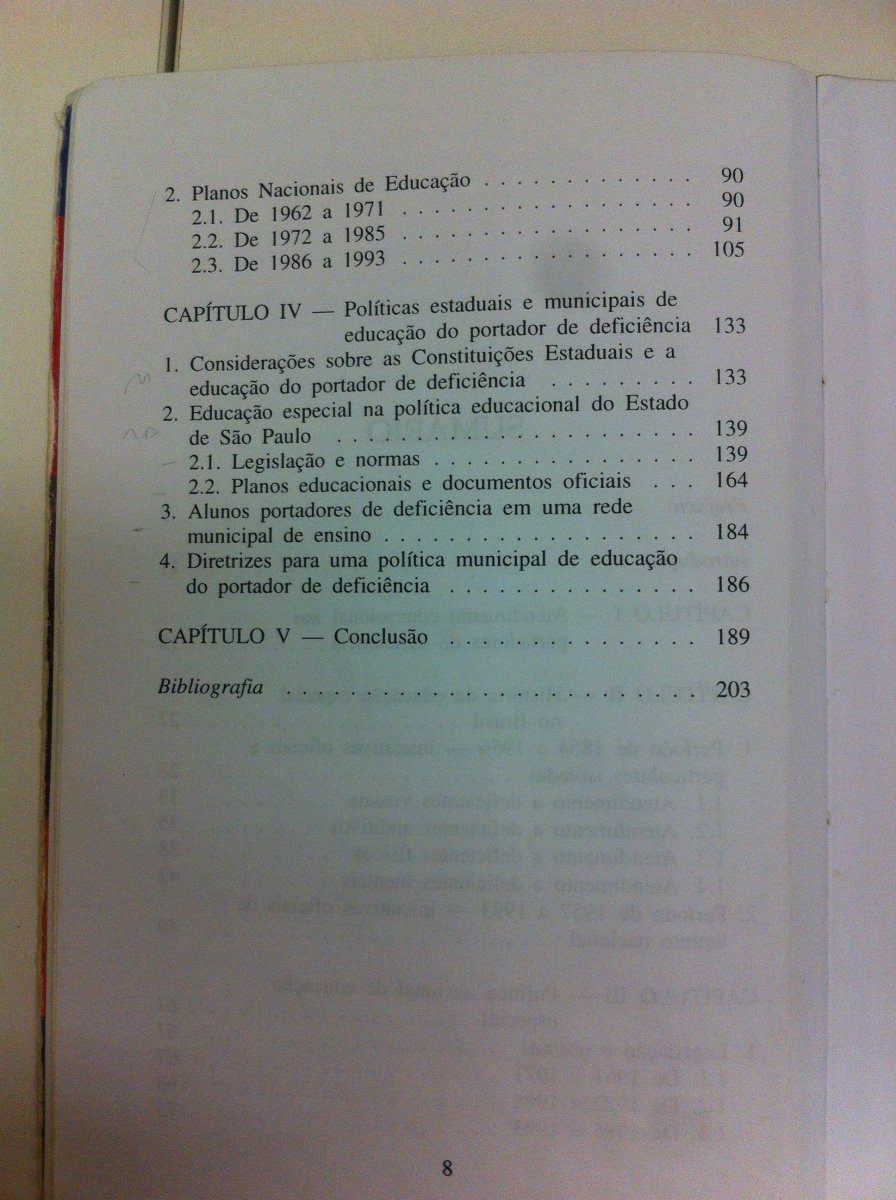 2. Planos Nacionais de Educação . . . . . . . . . . . . . 90
2.1. De 1962 a 1971 . . . . . . . . . . . . . . . . . . 90
2.2. De 1972 a 1985 . . . . . . . . . . . . . . . . . . 91
2.3. De 1986 a 1993 . . . . . . . . . . . . . . . . . . 105
CAPÍTULO IV — Políticas estaduais e municipais de
educação do portador de deficiência 133
1. Considerações sobre as Constituições Estaduais e a
educação do portador de deficiência . . . . . . . . . 133
2. Educação especial na política educacional do Estado
de São Paulo . . . . . . . . . . . . . . . . . . . . . . 139
2.1. Legislação e normas . . . . . . . . . . . . . . . . 139
2.2. Planos educacionais e documentos oficiais . . . 164
3. Alunos portadores de deficiência em uma rede
municipal de ensino . . . . . . . . . . . . . . . . . . . 184
4. Diretrizes para uma política municipal de educação
do portador de deficiência . . . . . . . . . . . . . . . 186
CAPÍTULO V — Conclusão . . . . . . . . . . . . . . . 189
Bibliografia . . . . . . . . . . . . . . . . . . . . . . . . . 203
8